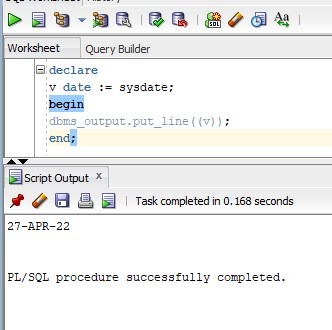 Worksheet Query Builder
declare
v date := sysdate;
begin
dbms_output.put_line((v));
end;
Script Output x
Task completed in 0.168 seconds
27-APR-22
PL/SQL procedure successfully completed.